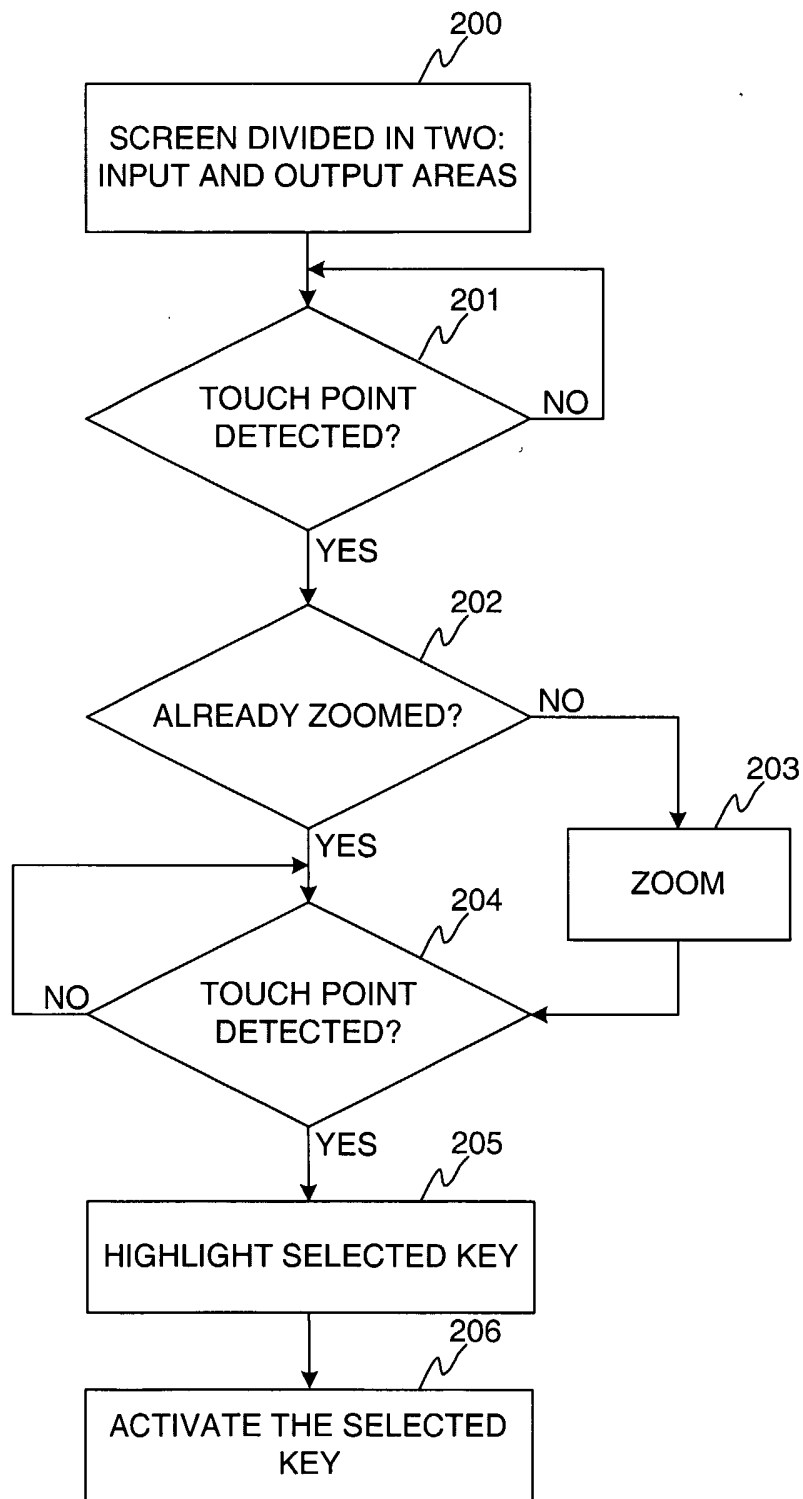 200
SCREEN DIVIDED IN TWO:
INPUT AND OUTPUT AREAS
201
TOUCH POINT
DETECTED?
NO
YES
202
ALREADY ZOOMED?
NO
YES
203
ZOOM
204
TOUCH POINT
DETECTED?
NO
YES
205
HIGHLIGHT SELECTED KEY
206
ACTIVATE THE SELECTED
KEY